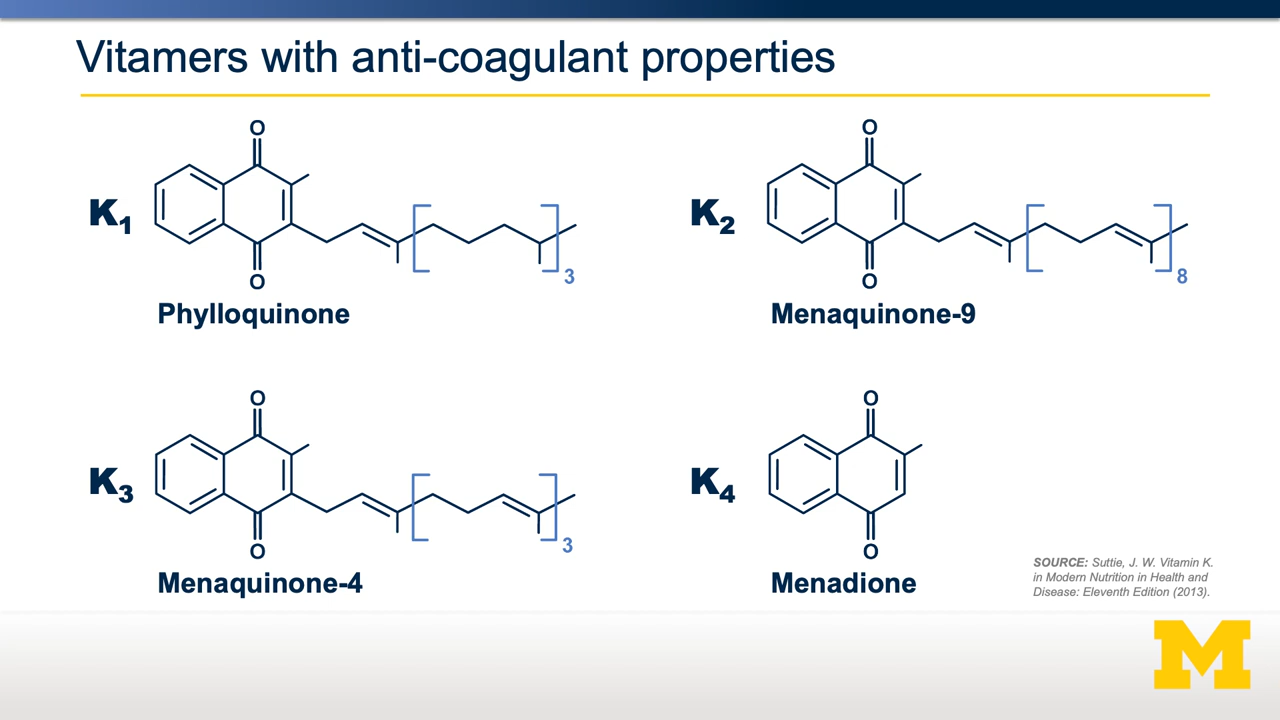 Vitamers with anti-coagulant properties
O
K1
O
3
Phylloquinone
O
K2
O
8
Menaquinone-9
O
K3
O
3
Menaquinone-4
O
K4
O
Menadione
SOURCE: Suttie, J. W. Vitamin K.
in Modern Nutrition in Health and
Disease: Eleventh Edition (2013).
M